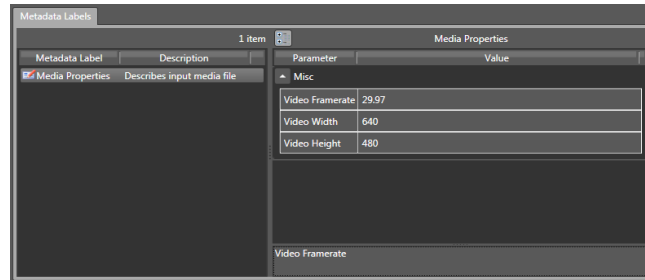 Metadata Labels
1 item
Metadata Label Description
Media Properties Describes input media file
Media Properties
Parameter Value
Misc
Video Framerate 29.97
Video Width 640
Video Height 480
Video Framerate